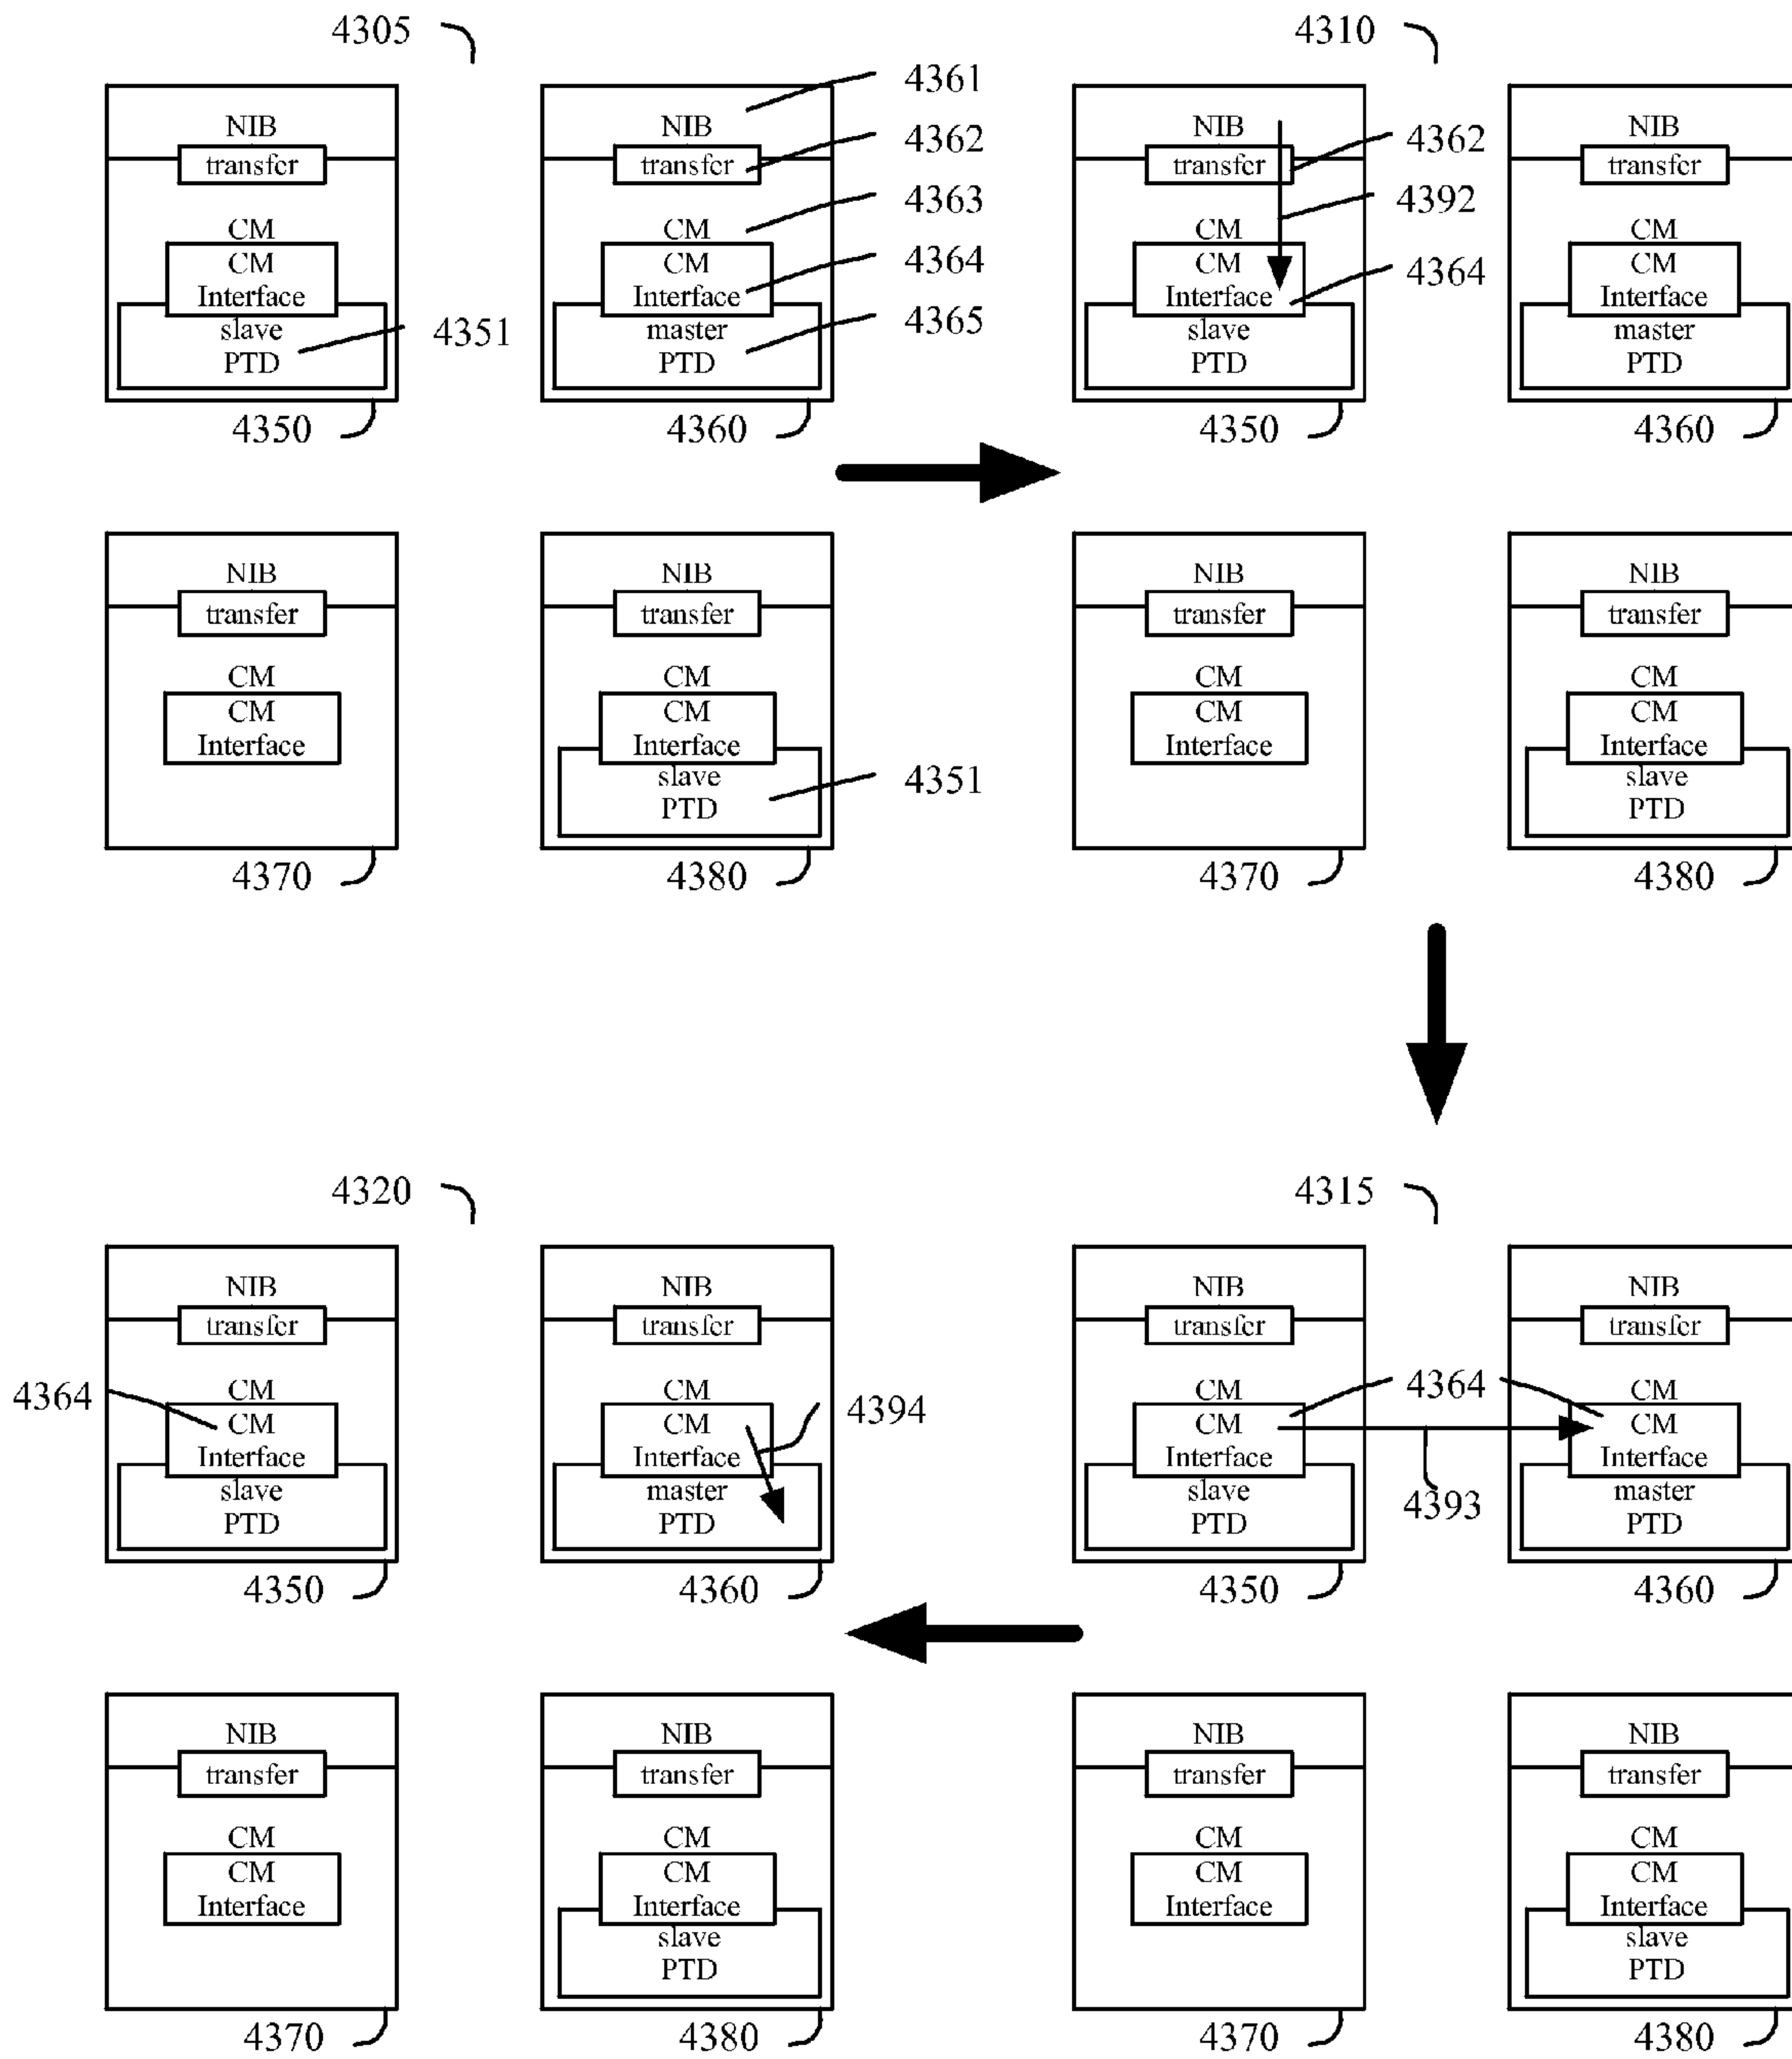 4305
4310
4361
NIB
NIB
NIB
NIB
4362
4362
transfer
transfer
transfer
transfer
4363
4392
CM
CM
CM
CM
CM
CM
CM
CM
4364
4364
Interface
Interface
Interface
Interface
slave
master
slave
master
4365
4351
PTD
PTD
PTD
PTD
4350
4360
4350
4360
NIB
NIB
NIB
NIB
transfer
transfer
transfer
transfer
CM
CM
CM
CM
CM
CM
CM
CM
Interface
Interface
Interface
Interface
slave
slave
4351
PTD
PTD
4370
4380
4370
4380
4320
4315
NIB
NIB
NIB
NIB
transfer
transfer
transfer
transfer
4364
CM
CM
4364
CM
CM
4394
CM
CM
CM
CM
Interface
Interface
Interface
Interface
slave
master
slave
master
4393
PTD
PTD
PTD
PTD
4350
4360
4350
4360
NIB
NIB
NIB
NIB
transfer
transfer
transfer
transfer
CM
CM
CM
CM
CM
CM
CM
CM
Interface
Interface
Interface
Interface
slave
slave
PTD
PTD
4370
4380
4370
4380